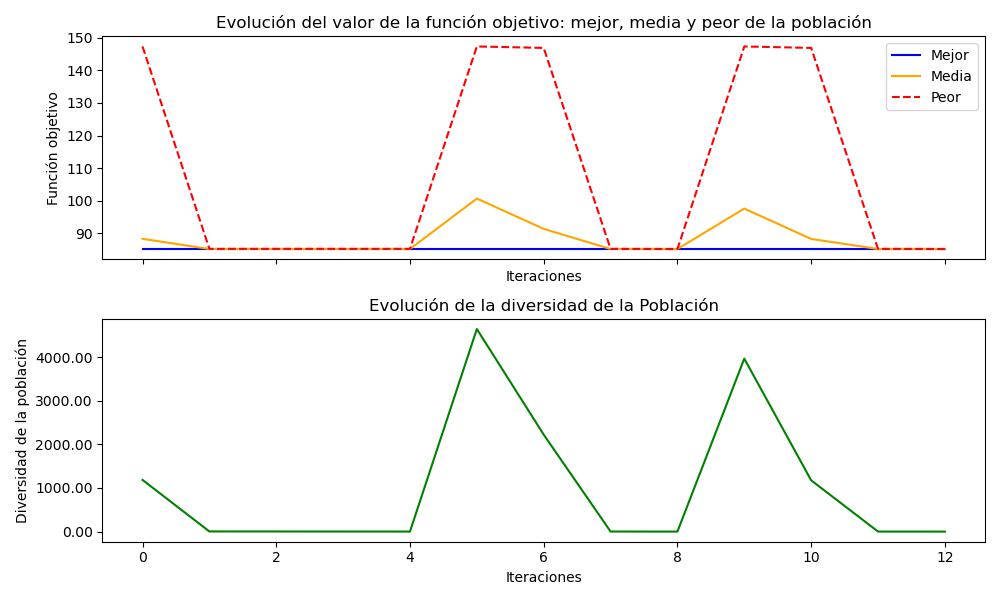 Evolución del valor de la función objetivo: mejor, media y peor de la población
150
140
130
120
110
100
90
Función objetivo
Mejor
Media
Peor
Iteraciones
Evolución de la diversidad de la Población
4000.00
3000.00
2000.00
1000.00
0.00
Diversidad de la población
0 2 4 6 8 10 12
Iteraciones